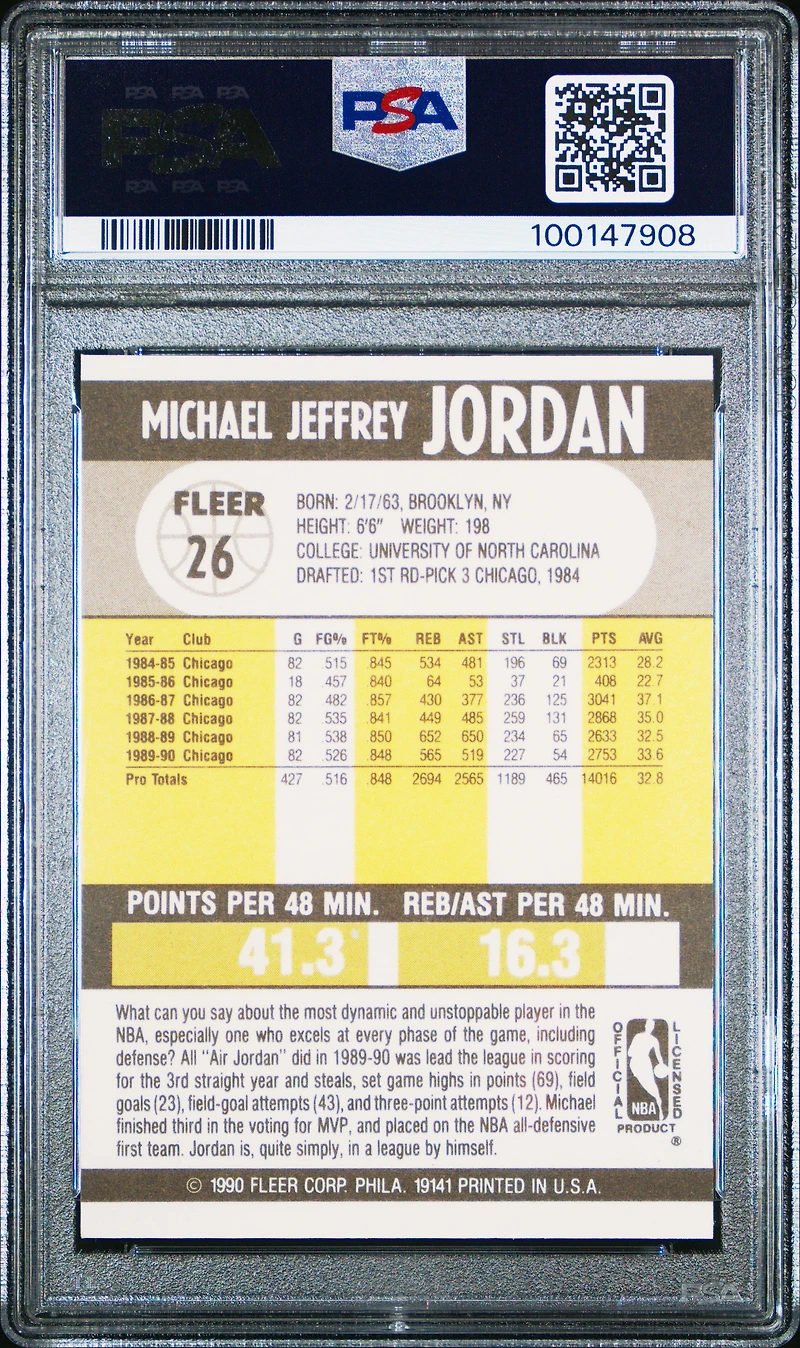 PSA PSA PSA
PSA
PSA PSA PSA
PSA
100147908
MICHAEL JEFFREY JORDAN
FLEER
26
BORN: 2/17/63, BROOKLYN, NY
HEIGHT: 6'6" WEIGHT: 198
COLLEGE: UNIVERSITY OF NORTH CAROLINA
DRAFTED: 1ST RD-PICK 3 CHICAGO, 1984
Year Club G FG% FT% REB AST STL BLK PTS AVG
1984-85 Chicago 82 .515 .845 534 481 196 69 2313 28.2
1985-86 Chicago 18 .457 .840 64 53 37 21 408 22.7
1986-87 Chicago 82 .482 .857 430 377 236 125 3041 37.1
1987-88 Chicago 82 .535 .841 449 485 259 131 2868 35.0
1988-89 Chicago 81 .538 .850 652 650 234 65 2633 32.5
1989-90 Chicago 82 .526 .848 565 519 227 54 2753 33.6
Pro Totals 427 .516 .848 2694 2565 1189 465 14016 32.8
POINTS PER 48 MIN. REB/AST PER 48 MIN.
41.3 16.3
What can you say about the most dynamic and unstoppable player in the
NBA, especially one who excels at every phase of the game, including
defense? All "Air Jordan" did in 1989-90 was lead the league in scoring
for the 3rd straight year and steals, set game highs in points (69), field
goals (23), field-goal attempts (43), and three-point attempts (12). Michael
finished third in the voting for MVP, and placed on the NBA all-defensive
first team. Jordan is, quite simply, in a league by himself.
OFFICIAL
LICENSED
NBA
PRODUCT
®
© 1990 FLEER CORP. PHILA. 19141 PRINTED IN U.S.A.
PSA